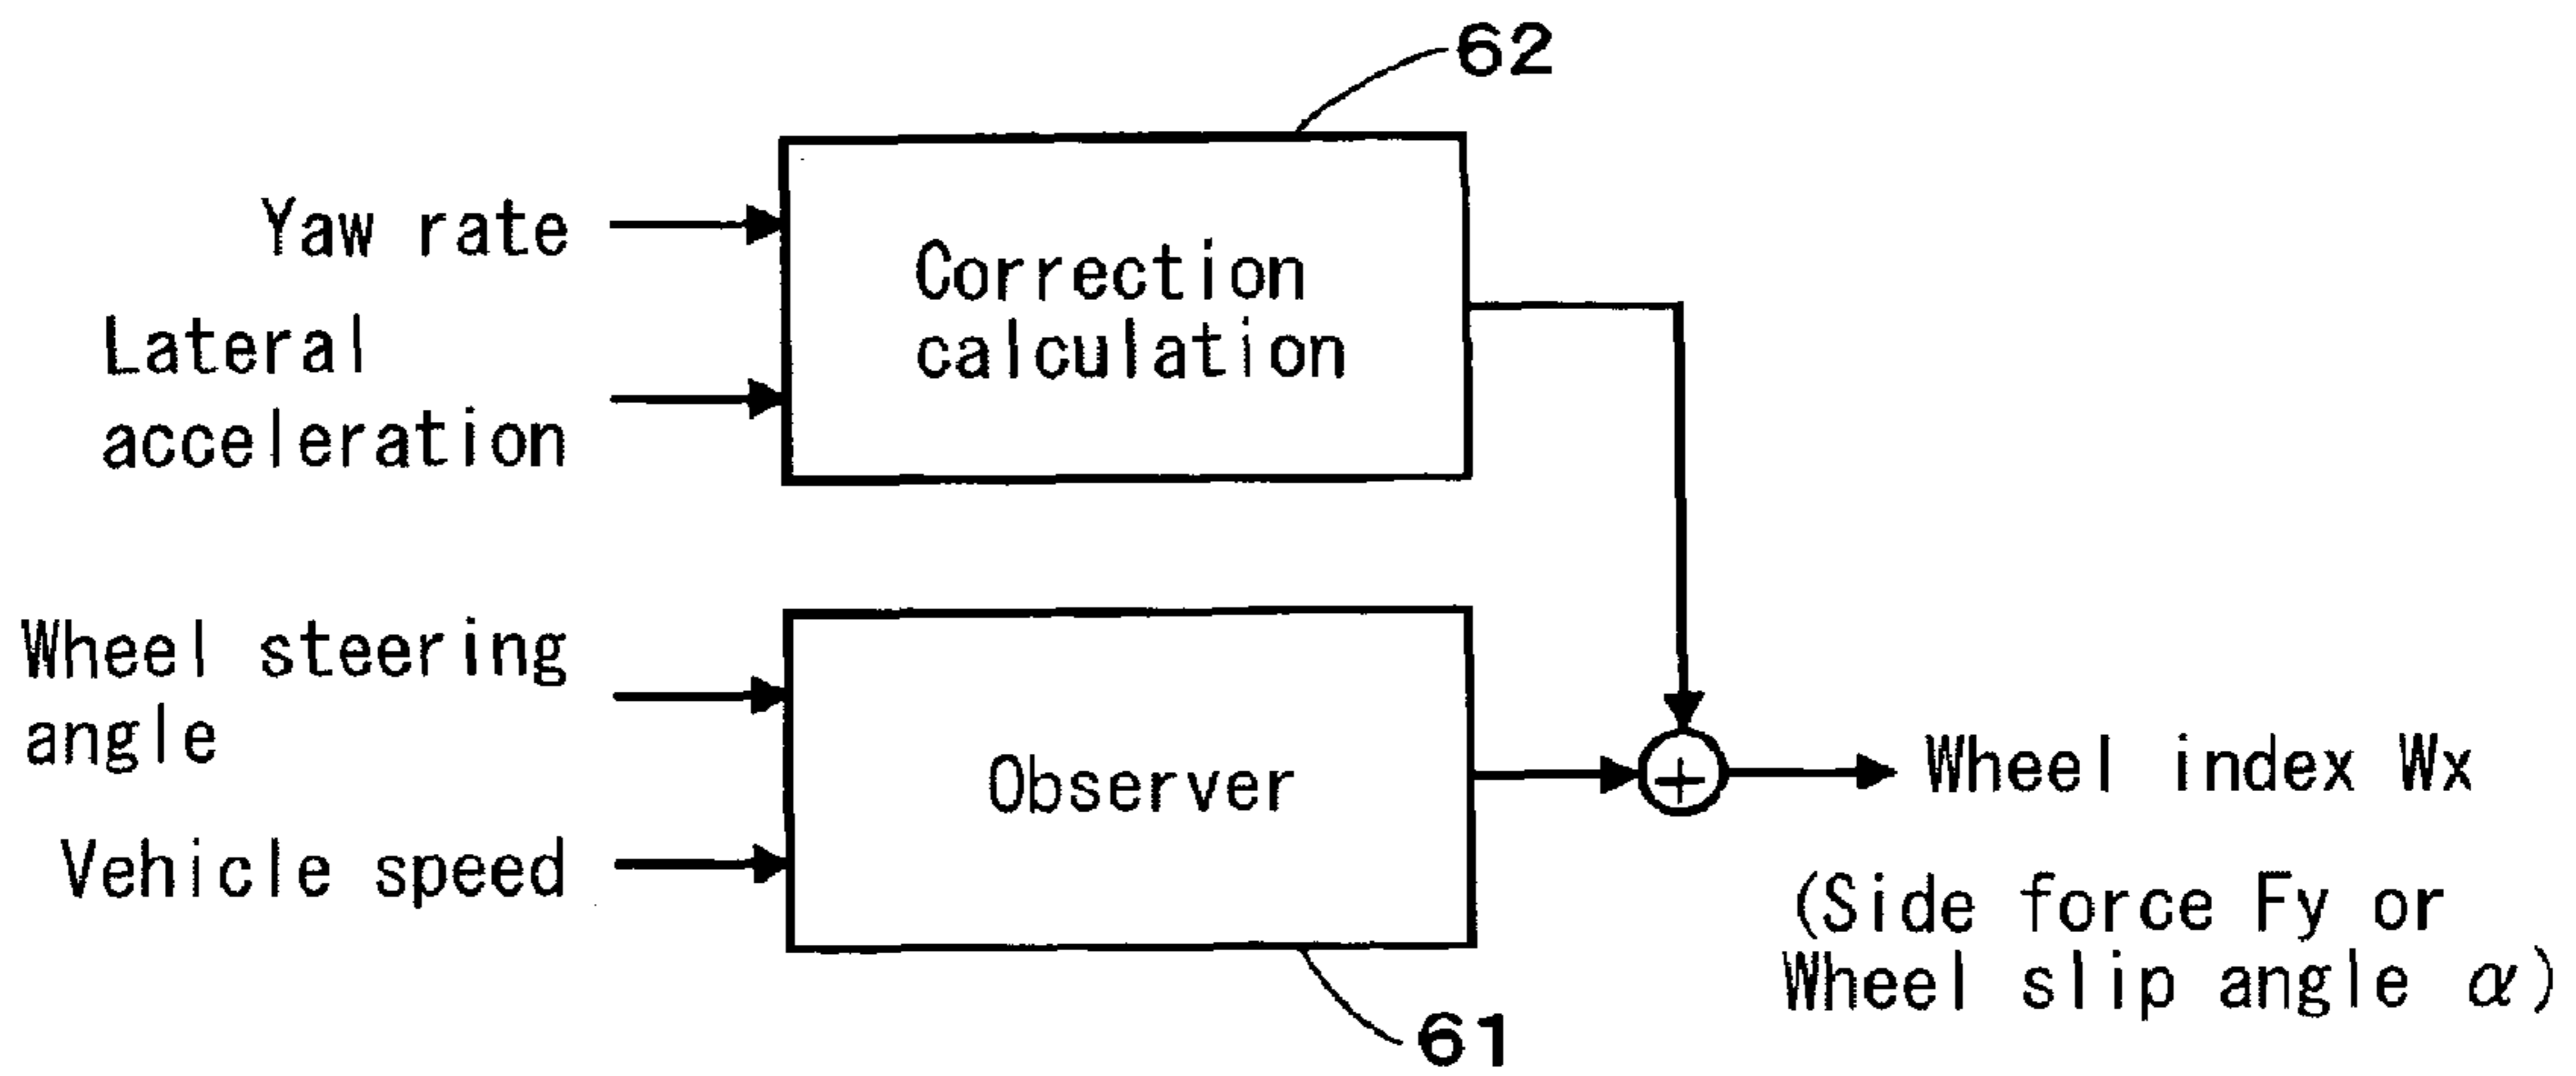 62
Yaw rate
Lateral
acceleration
Correction
calculation
Wheel steering
angle
Vehicle speed
Observer
+
Wheel index Wx
(Side force Fy or
Wheel slip angle α)
61